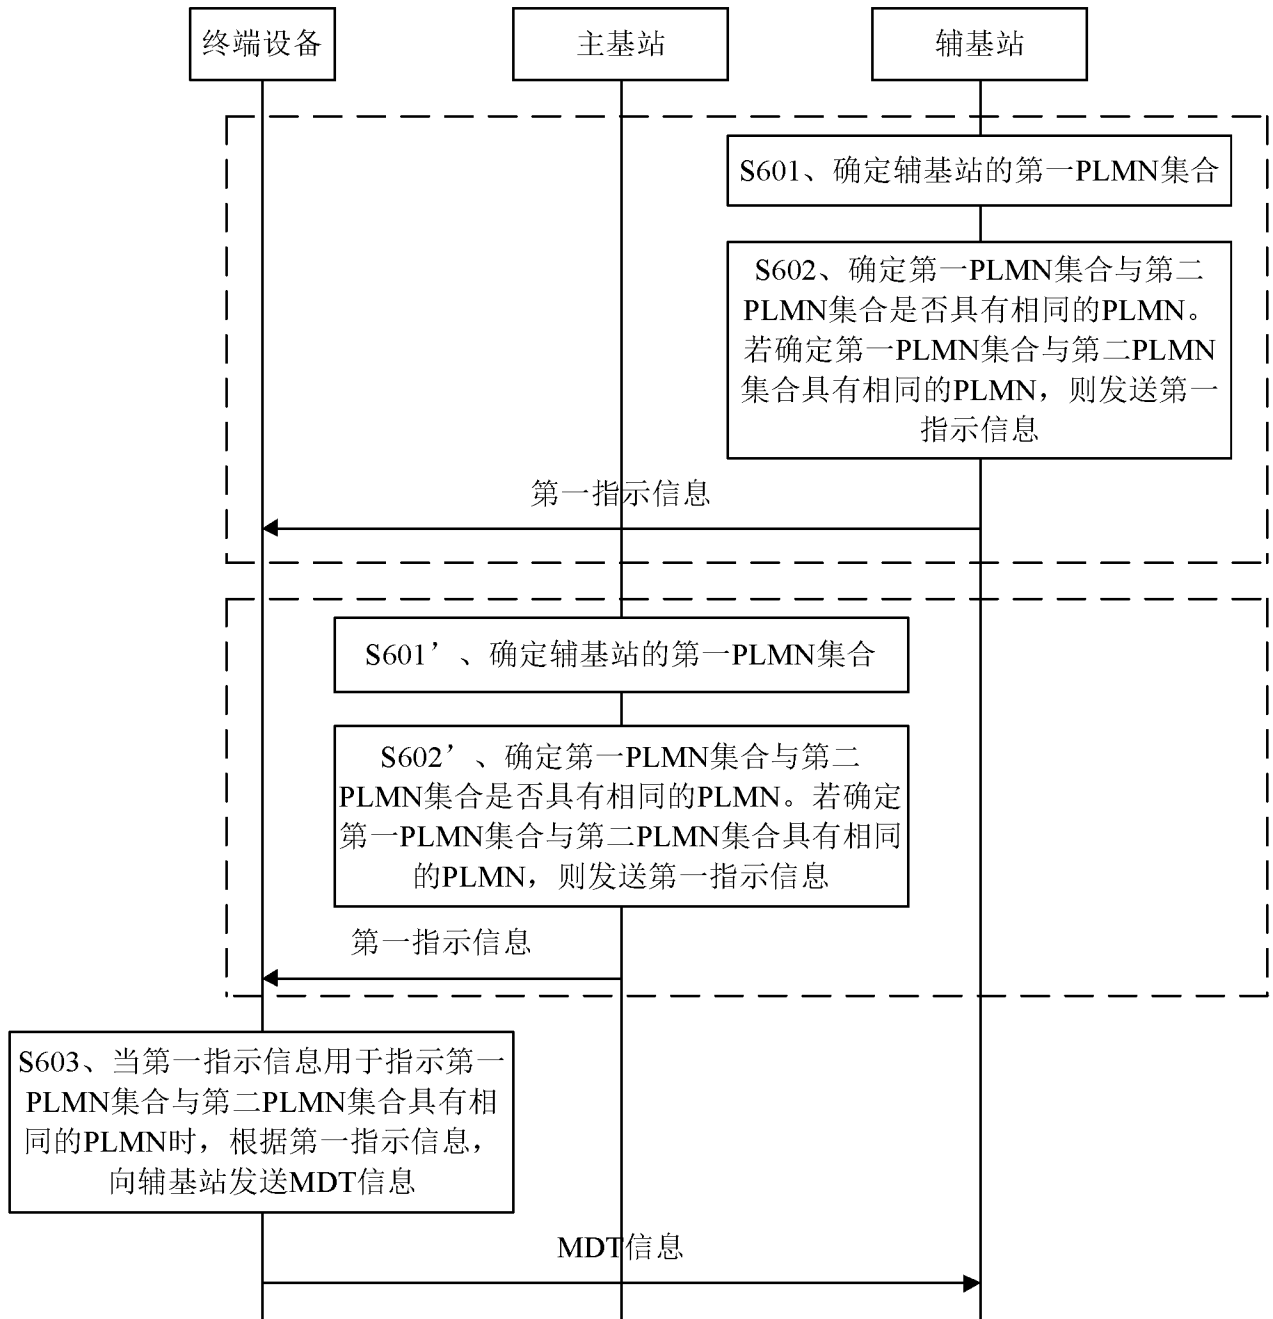 终端设备
主基站
辅基站
S601、确定辅基站的第一PLMN集合
S602、确定第一PLMN集合与第二
PLMN集合是否具有相同的PLMN。
若确定第一PLMN集合与第二PLMN
集合具有相同的PLMN，则发送第一
指示信息
第一指示信息
S601’、确定辅基站的第一PLMN集合
S602’、确定第一PLMN集合与第二
PLMN集合是否具有相同的PLMN。若确定
第一PLMN集合与第二PLMN集合具有相同
的PLMN，则发送第一指示信息
第一指示信息
S603、当第一指示信息用于指示第一
PLMN集合与第二PLMN集合具有相
同的PLMN时，根据第一指示信息，
向辅基站发送MDT信息
MDT信息